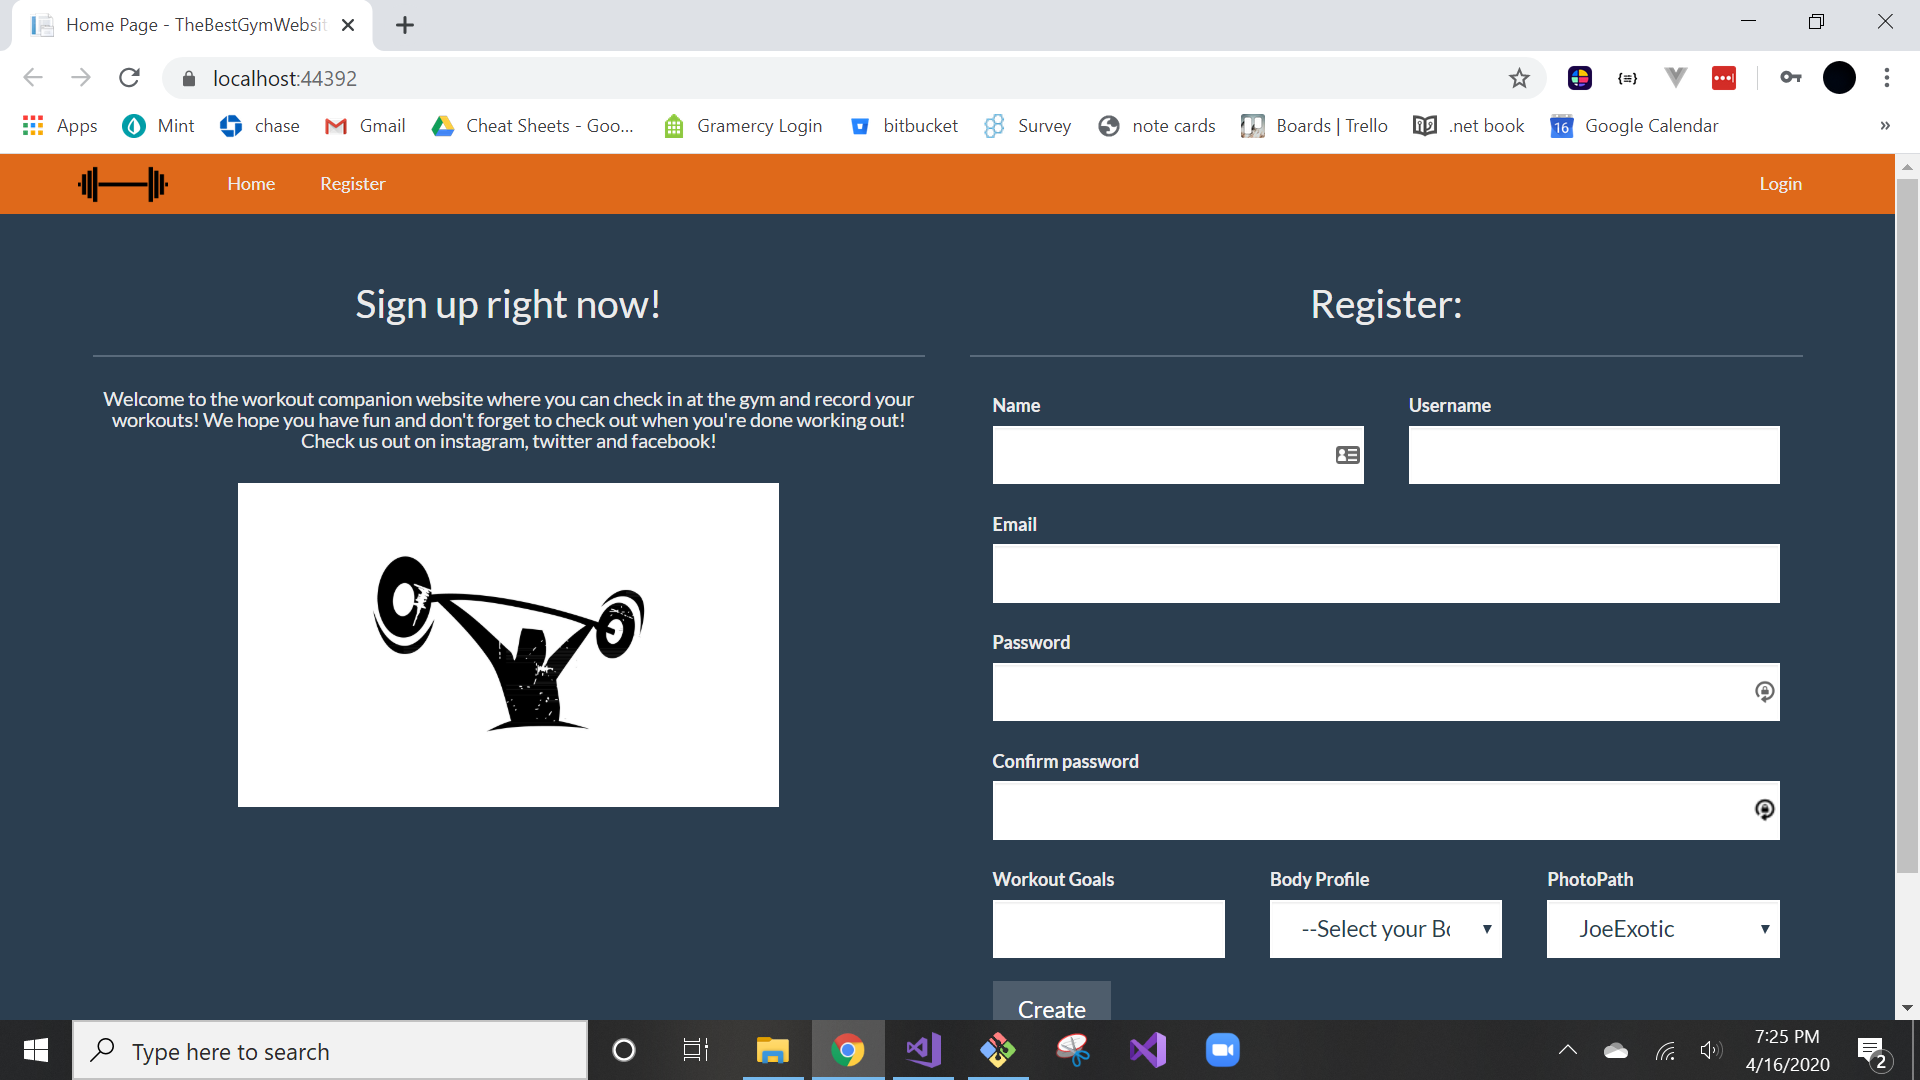 Home Page - TheBestGymWebsit
localhost:44392
Apps Mint chase Gmail Cheat Sheets - Goo... Gramercy Login bitbucket Survey note cards Boards | Trello .net book 16 Google Calendar »
Home Register Login
Sign up right now!
Welcome to the workout companion website where you can check in at the gym and record your
workouts! We hope you have fun and don't forget to check out when you're done working out!
Check us out on instagram, twitter and facebook!
Register:
Name Username
Email
Password
Confirm password
Workout Goals Body Profile PhotoPath
--Select your Bo JoeExotic
Create
Type here to search
7:25 PM
4/16/2020
2